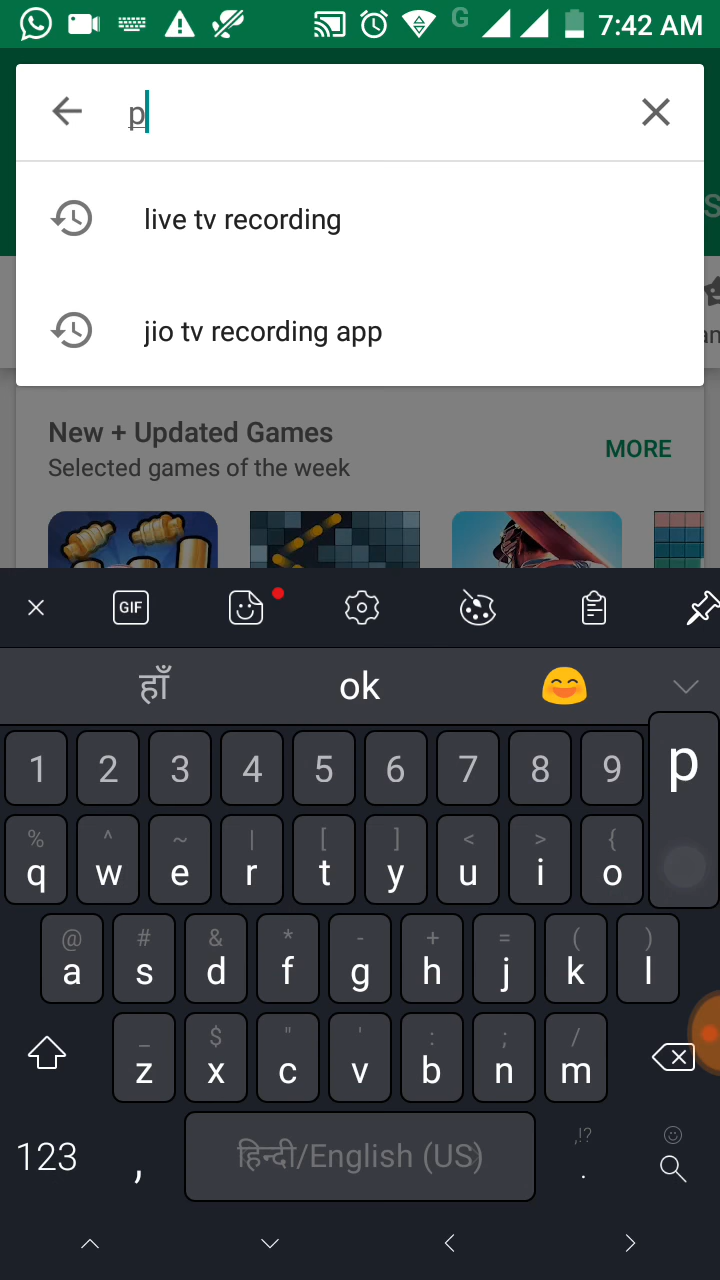 G 7:42 AM
p
S
live tv recording
jio tv recording app
an
New + Updated Games
MORE
Selected games of the week
GIF
हाँ ok
1 2 3 4 5 6 7 8 9 p
% ^ ~ | [ ] < > {
q w e r t y u i o
@ # & * - + = ( )
a s d f g h j k l
_ $ " ' : ; /
z x c v b n m
123 , हिन्दी/English (US) ,!? .